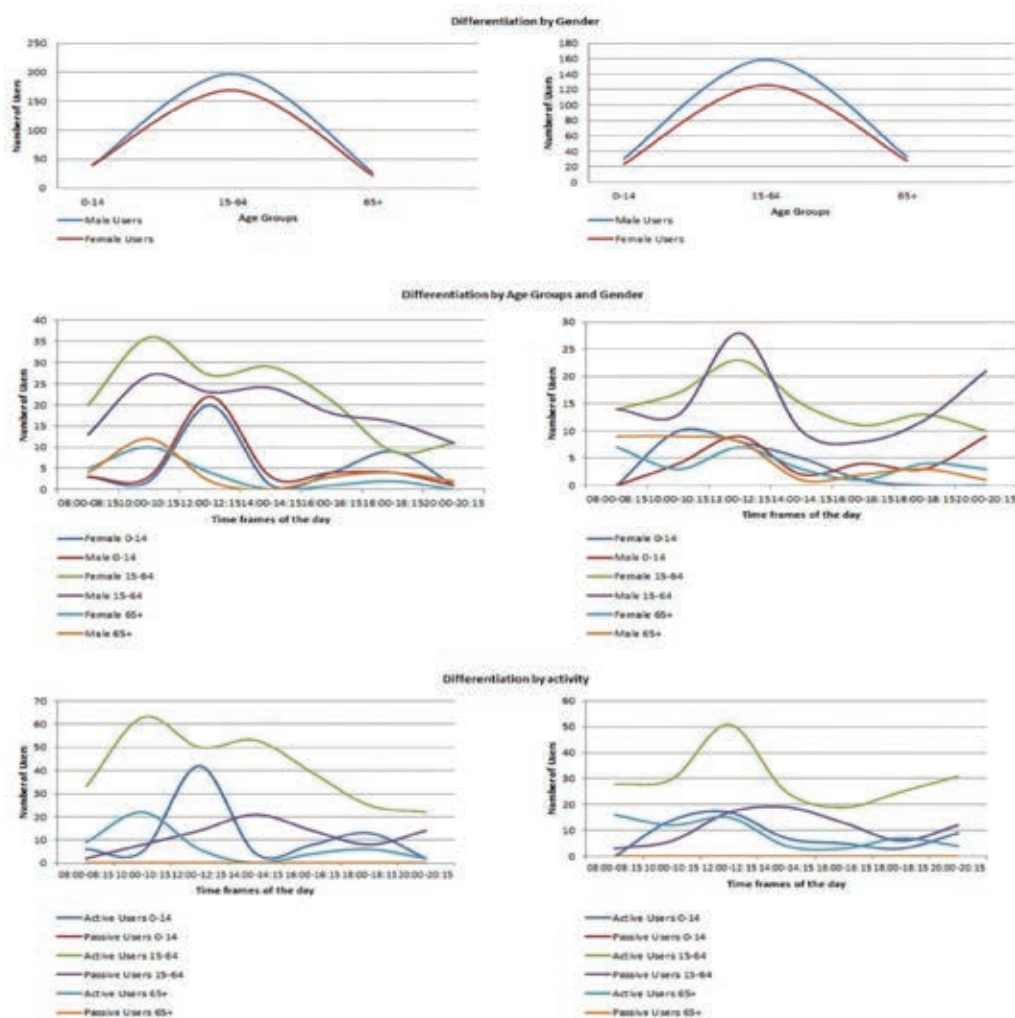 Differentiation by Gender
250
200
150
100
50
0
Number of Users
0-14
15-64
65+
Age Groups
Male Users
Female Users
180
160
140
120
100
80
60
40
20
0
Number of Users
0-14
15-64
65+
Age Groups
Male Users
Female Users
Differentiation by Age Groups and Gender
40
35
30
25
20
15
10
5
0
Number of Users
08:00-08:15
10:00-10:15
12:00-12:15
14:00-14:15
16:00-16:15
18:00-18:15
20:00-20:15
Time frames of the day
Female 0-14
Male 0-14
Female 15-64
Male 15-64
Female 65+
Male 65+
30
25
20
15
10
5
0
Number of Users
08:00-08:15
10:00-10:15
12:00-12:15
14:00-14:15
16:00-16:15
18:00-18:15
20:00-20:15
Time frames of the day
Female 0-14
Male 0-14
Female 15-64
Male 15-64
Female 65+
Male 65+
Differentiation by activity
70
60
50
40
30
20
10
0
Number of Users
08:00-08:15
10:00-10:15
12:00-12:15
14:00-14:15
16:00-16:15
18:00-18:15
20:00-20:15
Time frames of the day
Active Users 0-14
Passive Users 0-14
Active Users 15-64
Passive Users 15-64
Active Users 65+
Passive Users 65+
60
50
40
30
20
10
0
Number of Users
08:00-08:15
10:00-10:15
12:00-12:15
14:00-14:15
16:00-16:15
18:00-18:15
20:00-20:15
Time frames of the day
Active Users 0-14
Passive Users 0-14
Active Users 15-64
Passive Users 15-64
Active Users 65+
Passive Users 65+